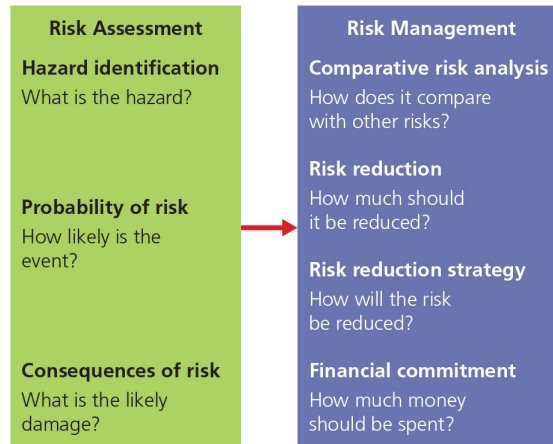 Risk Assessment
Hazard identification
What is the hazard?
Probability of risk
How likely is the
event?
Consequences of risk
What is the likely
damage?
Risk Management
Comparative risk analysis
How does it compare
with other risks?
Risk reduction
How much should
it be reduced?
Risk reduction strategy
How will the risk
be reduced?
Financial commitment
How much money
should be spent?